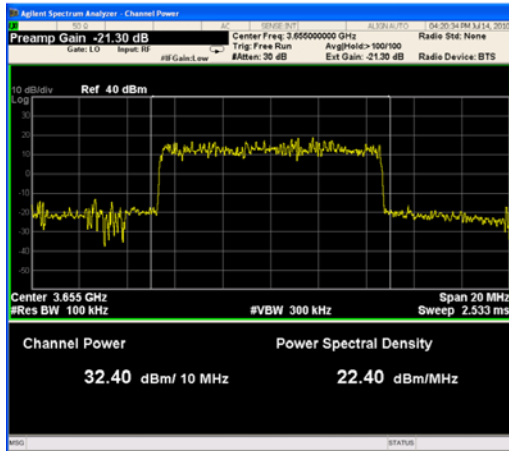 Agilent Spectrum Analyzer - Channel Power
50 Ω AC SENSE:INT ALIGN AUTO 04:20:34 PM Jul 14, 2010
Preamp Gain -21.30 dB Center Freq: 3.655000000 GHz Radio Std: None
Gate: LO Input: RF Trig: Free Run Avg|Hold:> 100/100
#IFGain:Low #Atten: 30 dB Ext Gain: -21.30 dB Radio Device: BTS
10 dB/div Ref 40 dBm
Log
30
20
10
0
-10
-20
-30
-40
-50
Center 3.655 GHz Span 20 MHz
#Res BW 100 kHz #VBW 300 kHz Sweep 2.533 ms
Channel Power Power Spectral Density
32.40 dBm/ 10 MHz 22.40 dBm/MHz
MSG STATUS